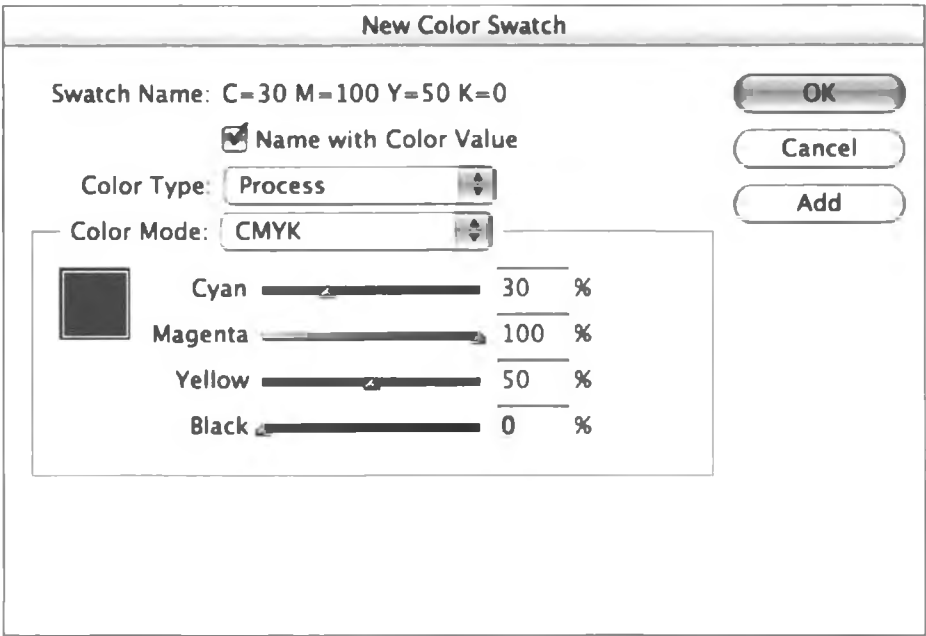 New Color Swatch
Swatch Name: C=30 M=100 Y=50 K=0
Name with Color Value
Color Type: Process
Color Mode: CMYK
Cyan 30 %
Magenta 100 %
Yellow 50 %
Black 0 %
OK
Cancel
Add